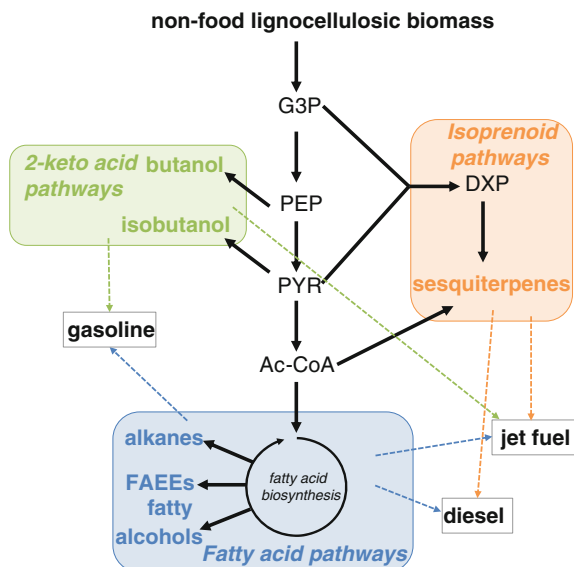 non-food lignocellulosic biomass
G3P
Isoprenoid
pathways
2-keto acid
pathways
butanol
DXP
PEP
isobutanol
PYR
sesquiterpenes
gasoline
Ac-CoA
alkanes
jet fuel
fatty acid
biosynthesis
FAEEs
fatty
alcohols
diesel
Fatty acid pathways